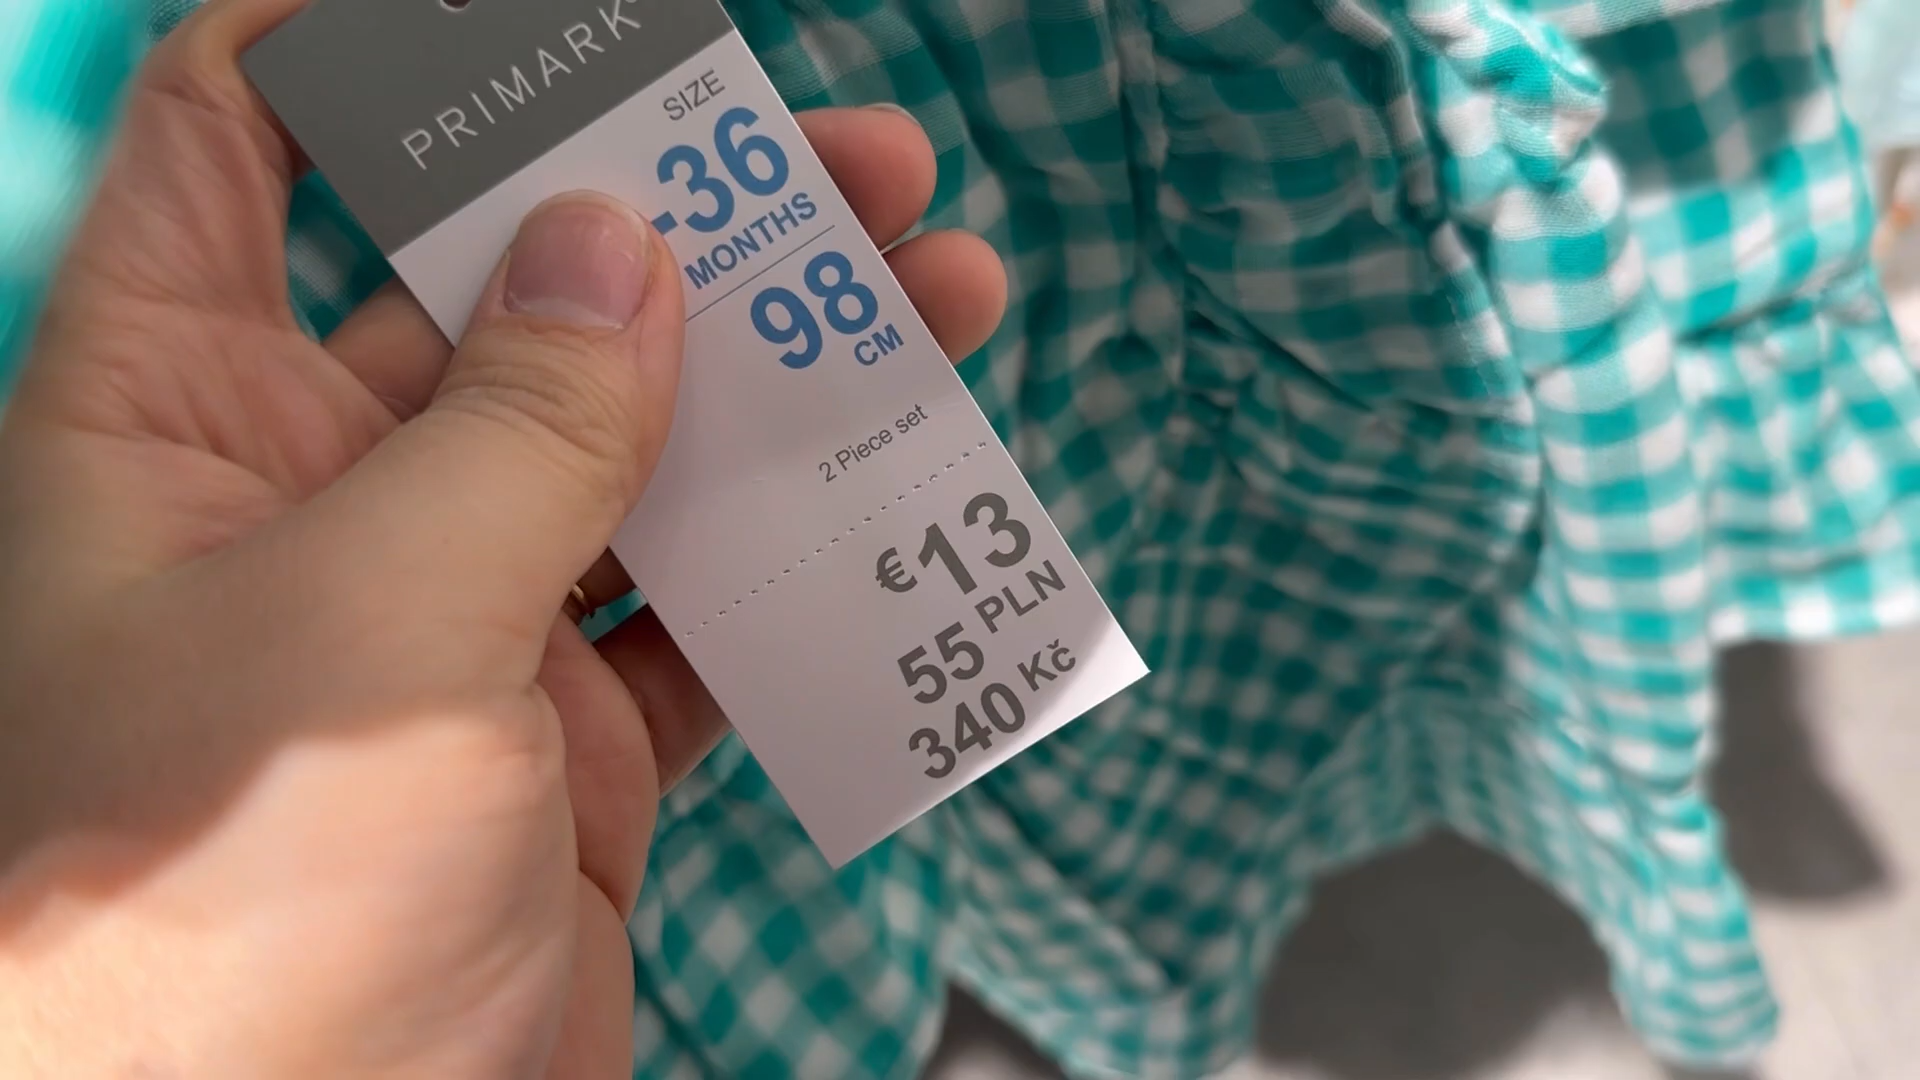 PRIMARK
SIZE
-36
MONTHS
98
CM
2 Piece set
€13
55 PLN
340 Kč